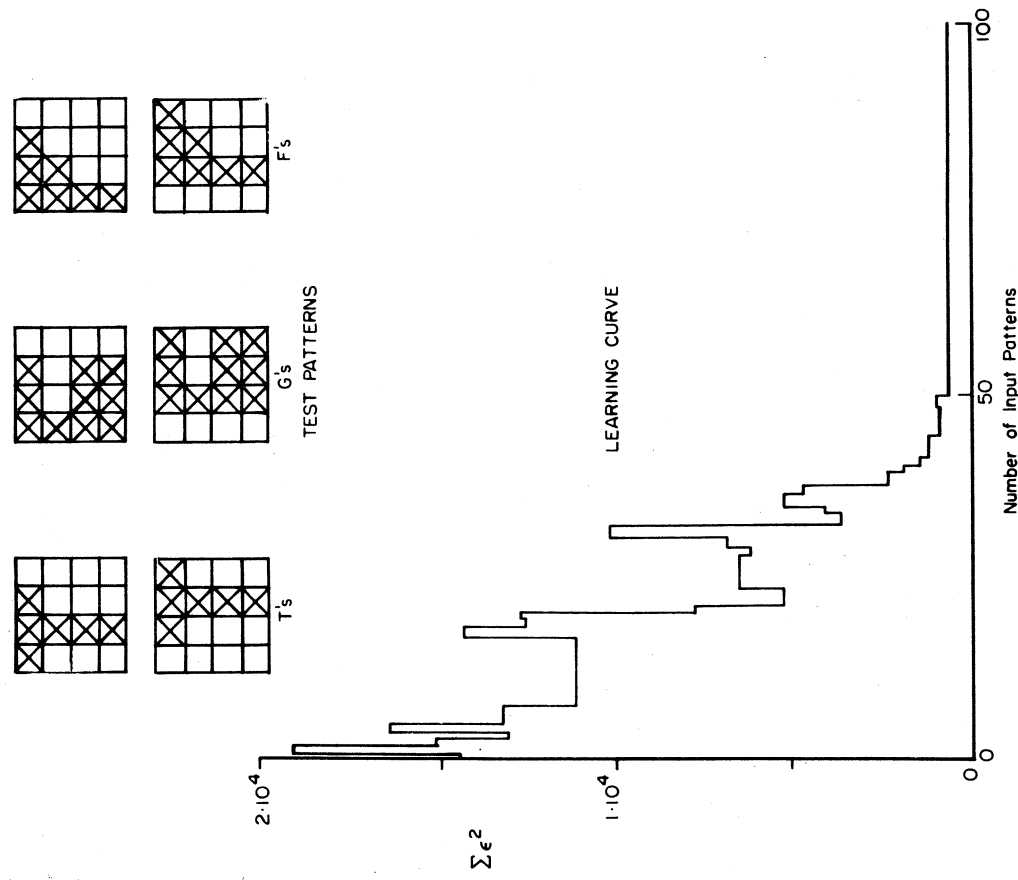 T's
G's
F's
TEST PATTERNS
LEARNING CURVE
Σε²
2·10⁴
1·10⁴
0
0
50
100
Number of Input Patterns